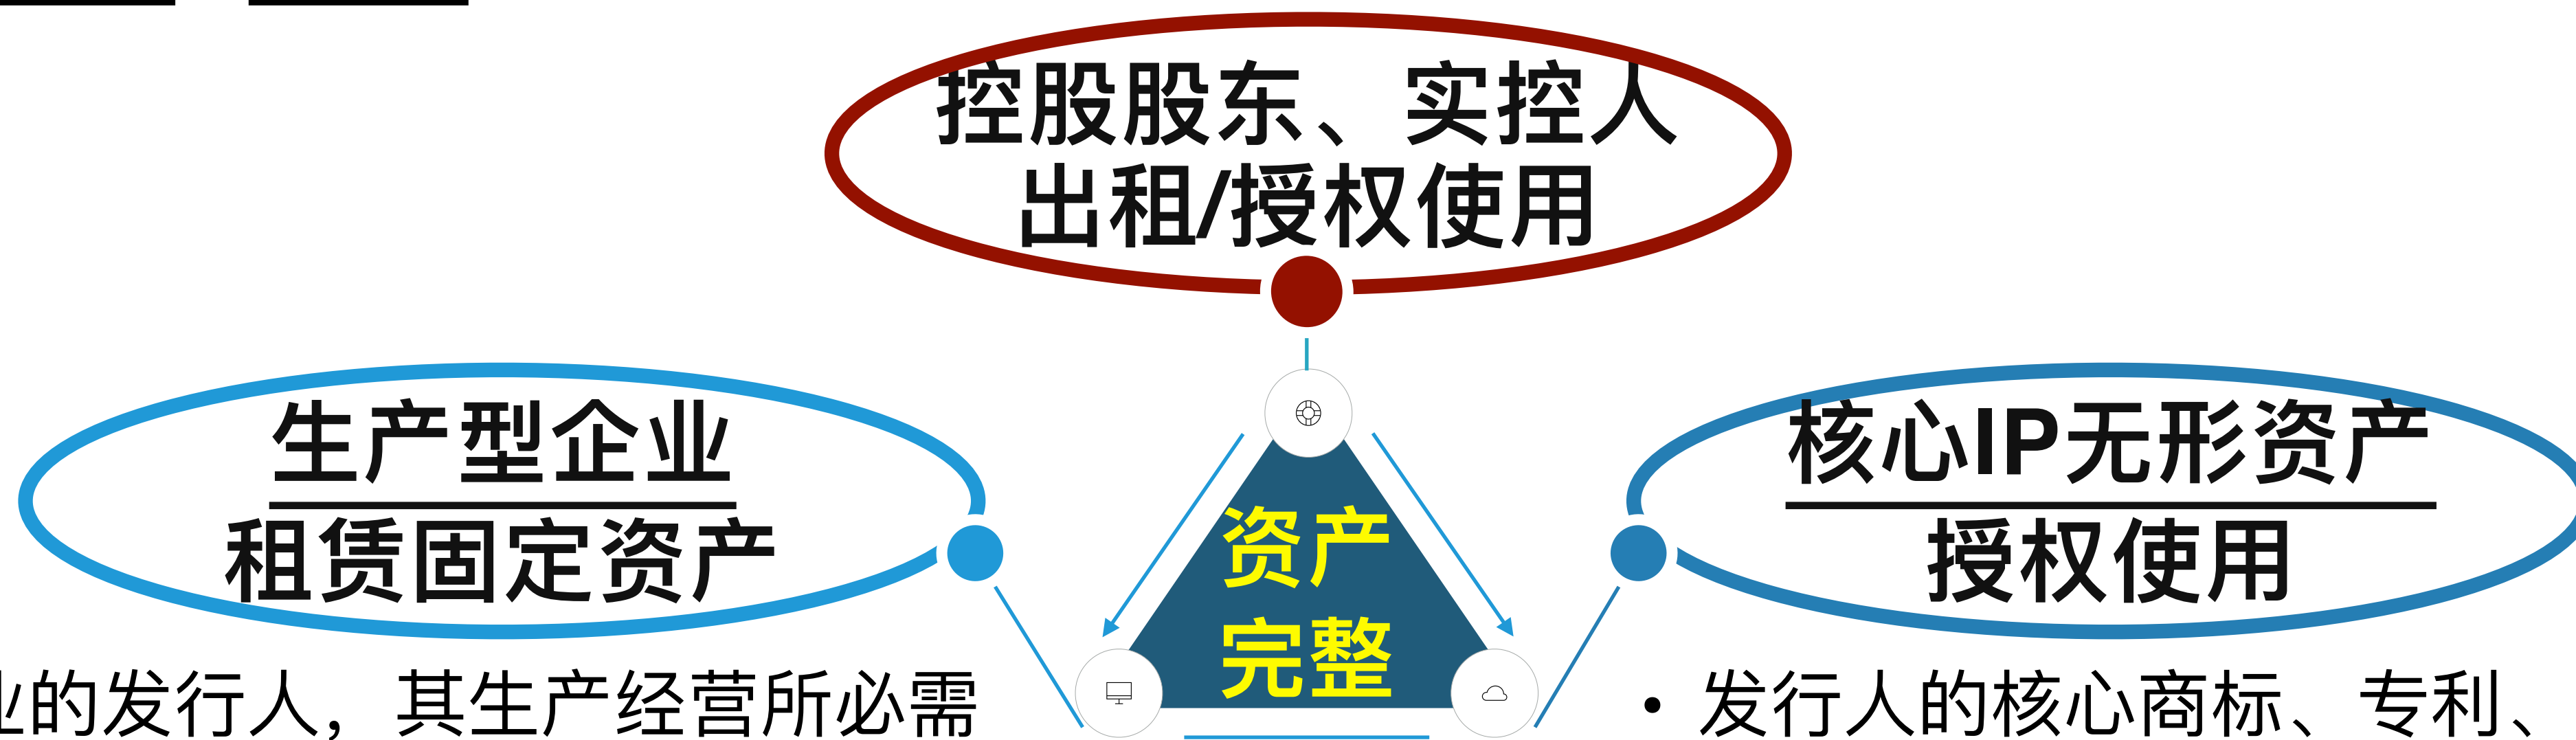 控股股东、实控人
出租/授权使用
生产型企业
租赁固定资产
核心IP无形资产
授权使用
资产
完整
业的发行人，其生产经营所必需
• 发行人的核心商标、专利、